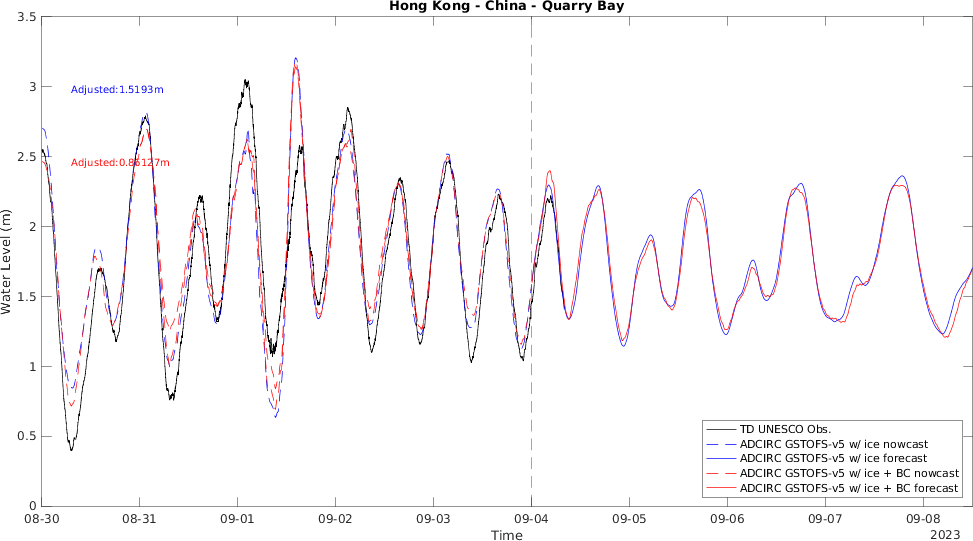 Hong Kong - China - Quarry Bay
3.5
3
2.5
2
1.5
1
0.5
0
Water Level (m)
Adjusted:1.5193m
Adjusted:0.86127m
TD UNESCO Obs.
ADCIRC GSTOFS-v5 w/ ice nowcast
ADCIRC GSTOFS-v5 w/ ice forecast
ADCIRC GSTOFS-v5 w/ ice + BC nowcast
ADCIRC GSTOFS-v5 w/ ice + BC forecast
08-30 08-31 09-01 09-02 09-03 09-04 09-05 09-06 09-07 09-08
Time
2023